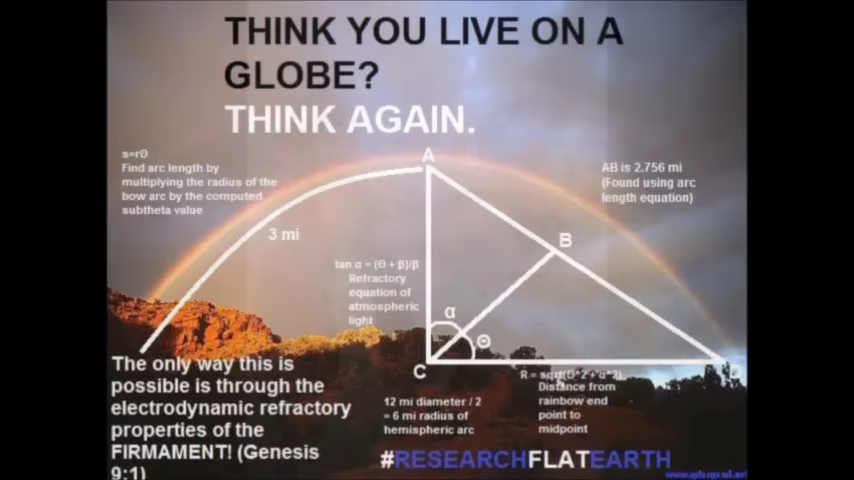 THINK YOU LIVE ON A
GLOBE?
THINK AGAIN.
s=rΘ
Find arc length by
multiplying the radius of the
bow arc by the computed
subtheta value
A
AB is 2.756 mi
(Found using arc
length equation)
3 mi
B
tan α = (Θ + β)/β
Refractory
equation of
atmospheric
light
α
Θ
C
D
The only way this is
possible is through the
electrodynamic refractory
properties of the
FIRMAMENT! (Genesis
9:1)
12 mi diameter / 2
= 6 mi radius of
hemispheric arc
R = sqrt(Θ^2 + α^2)
Distance from
rainbow end
point to
midpoint
#RESEARCHFLATEARTH